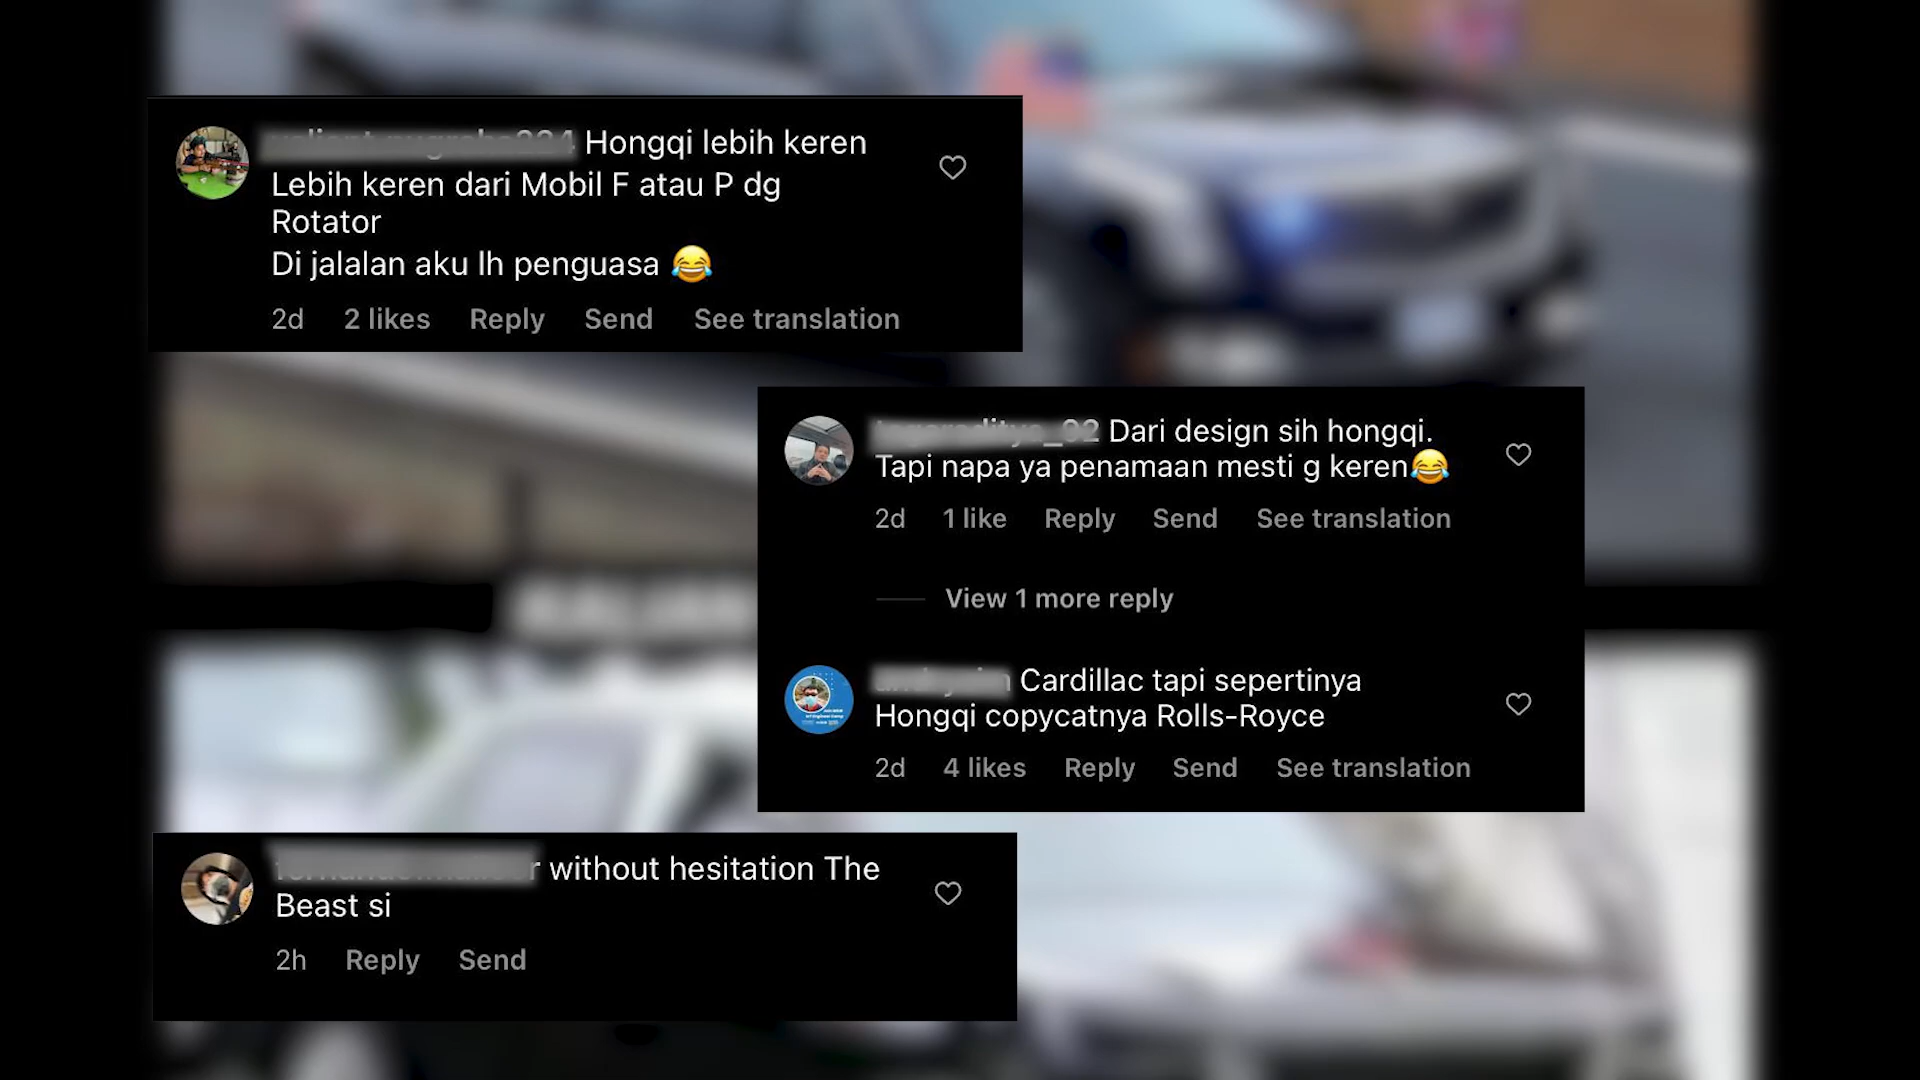 Hongqi lebih keren
Lebih keren dari Mobil F atau P dg
Rotator
Di jalalan aku lh penguasa 😂
2d 2 likes Reply Send See translation
Dari design sih hongqi.
Tapi napa ya penamaan mesti g keren😂
2d 1 like Reply Send See translation
View 1 more reply
Cardillac tapi sepertinya
Hongqi copycatnya Rolls-Royce
2d 4 likes Reply Send See translation
without hesitation The
Beast si
2h Reply Send